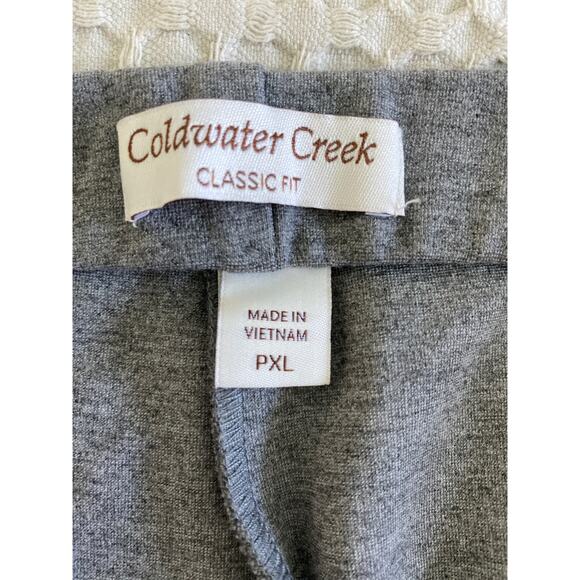 Coldwater Creek
CLASSIC FIT
MADE IN
VIETNAM
PXL